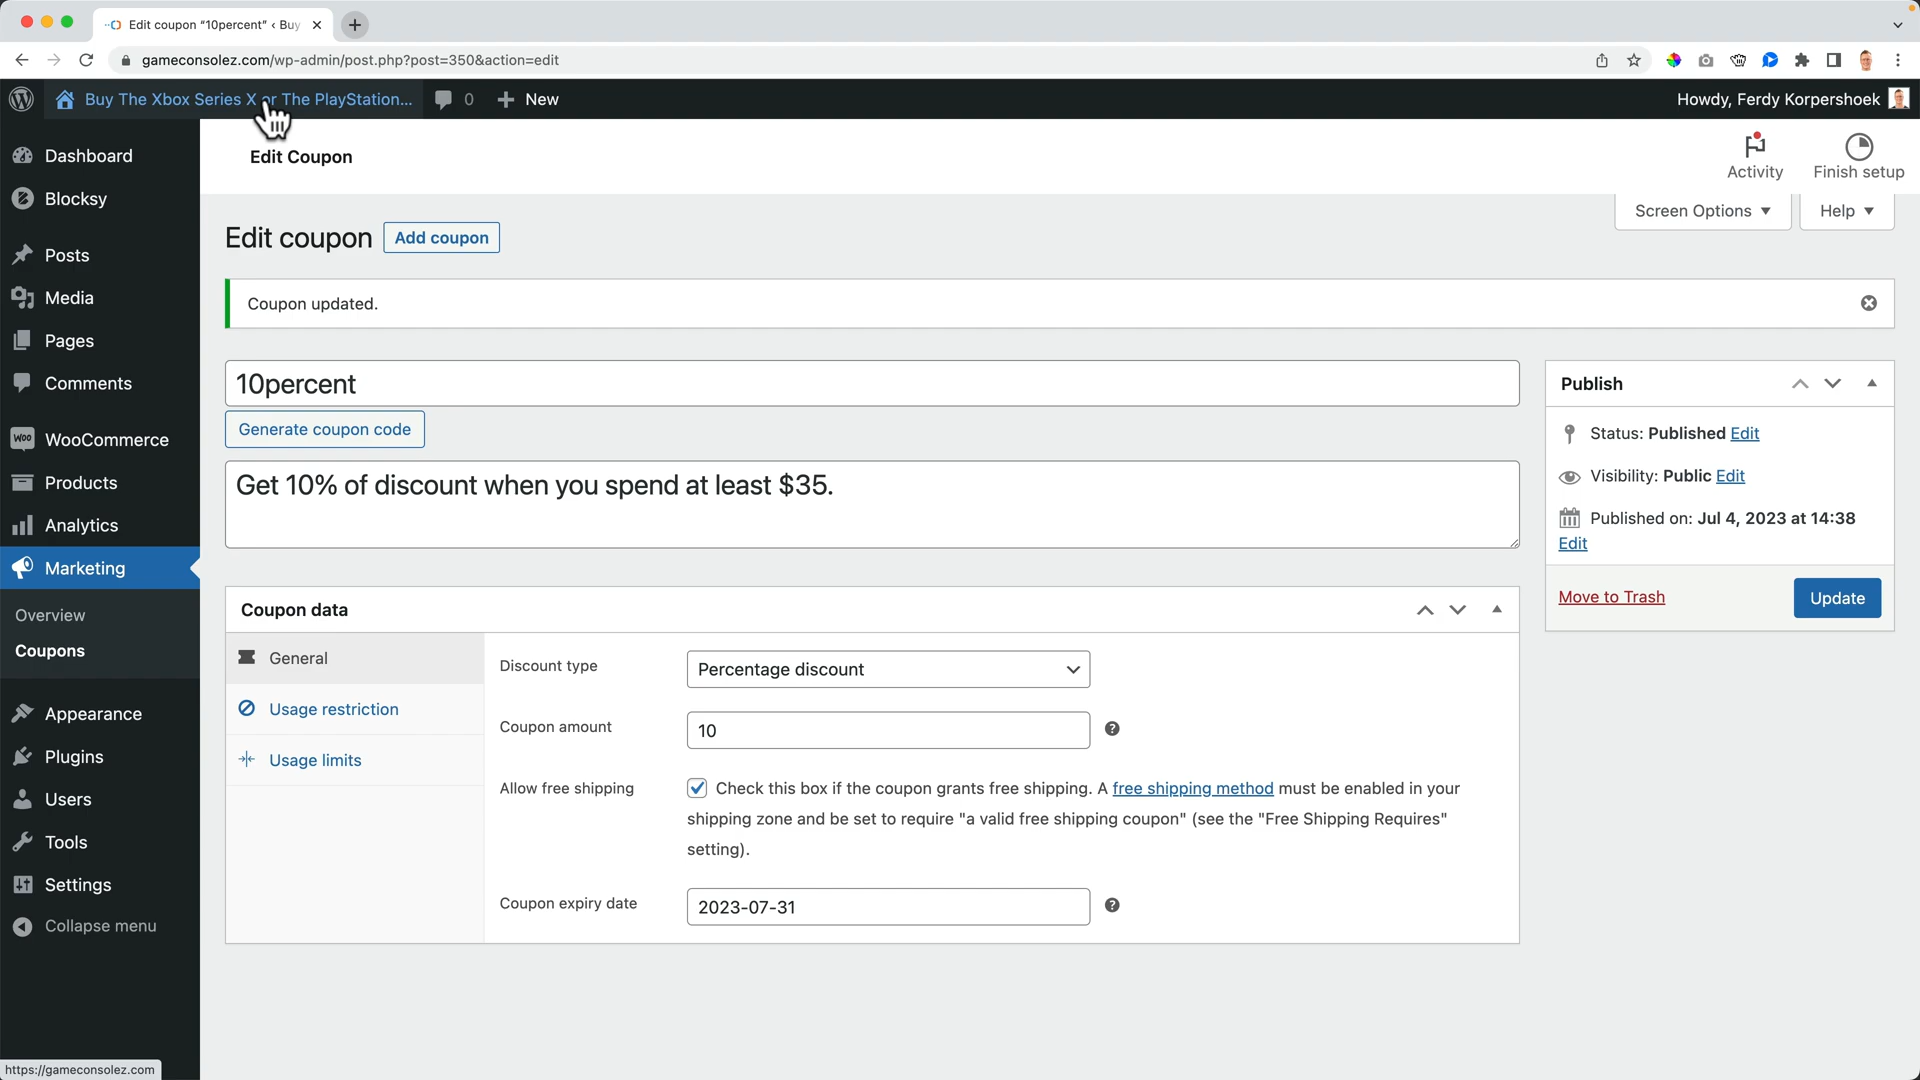 Edit coupon “10percent” ‹ Buy
gameconsolez.com/wp-admin/post.php?post=350&action=edit
Buy The Xbox Series X or The PlayStation...
0
New
Howdy, Ferdy Korpershoek
Edit Coupon
Activity
Finish setup
Screen Options ▼
Help ▼
Dashboard
Blocksy
Posts
Media
Pages
Comments
WooCommerce
Products
Analytics
Marketing
Overview
Coupons
Appearance
Plugins
Users
Tools
Settings
Collapse menu
Edit coupon
Add coupon
Coupon updated.
10percent
Generate coupon code
Get 10% of discount when you spend at least $35.
Coupon data
General
Usage restriction
Usage limits
Discount type
Percentage discount
Coupon amount
10
Allow free shipping
Check this box if the coupon grants free shipping. A free shipping method must be enabled in your
shipping zone and be set to require "a valid free shipping coupon" (see the "Free Shipping Requires"
setting).
Coupon expiry date
2023-07-31
Publish
Status: Published Edit
Visibility: Public Edit
Published on: Jul 4, 2023 at 14:38
Edit
Move to Trash
Update
https://gameconsolez.com